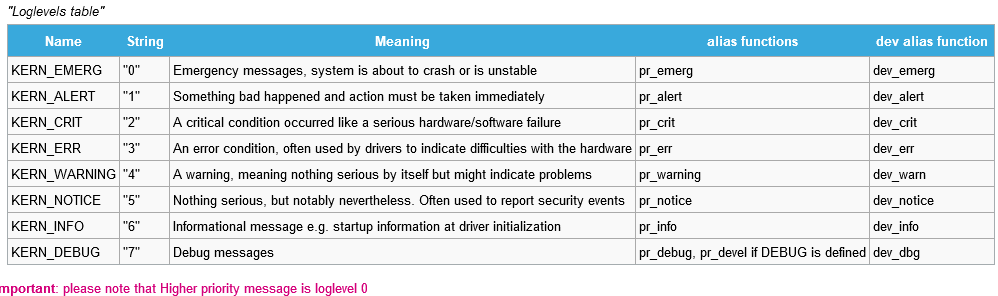 "Loglevels table"
Name String Meaning alias functions dev alias function
KERN_EMERG "0" Emergency messages, system is about to crash or is unstable pr_emerg dev_emerg
KERN_ALERT "1" Something bad happened and action must be taken immediately pr_alert dev_alert
KERN_CRIT "2" A critical condition occurred like a serious hardware/software failure pr_crit dev_crit
KERN_ERR "3" An error condition, often used by drivers to indicate difficulties with the hardware pr_err dev_err
KERN_WARNING "4" A warning, meaning nothing serious by itself but might indicate problems pr_warning dev_warn
KERN_NOTICE "5" Nothing serious, but notably nevertheless. Often used to report security events pr_notice dev_notice
KERN_INFO "6" Informational message e.g. startup information at driver initialization pr_info dev_info
KERN_DEBUG "7" Debug messages pr_debug, pr_devel if DEBUG is defined dev_dbg
mportant: please note that Higher priority message is loglevel 0